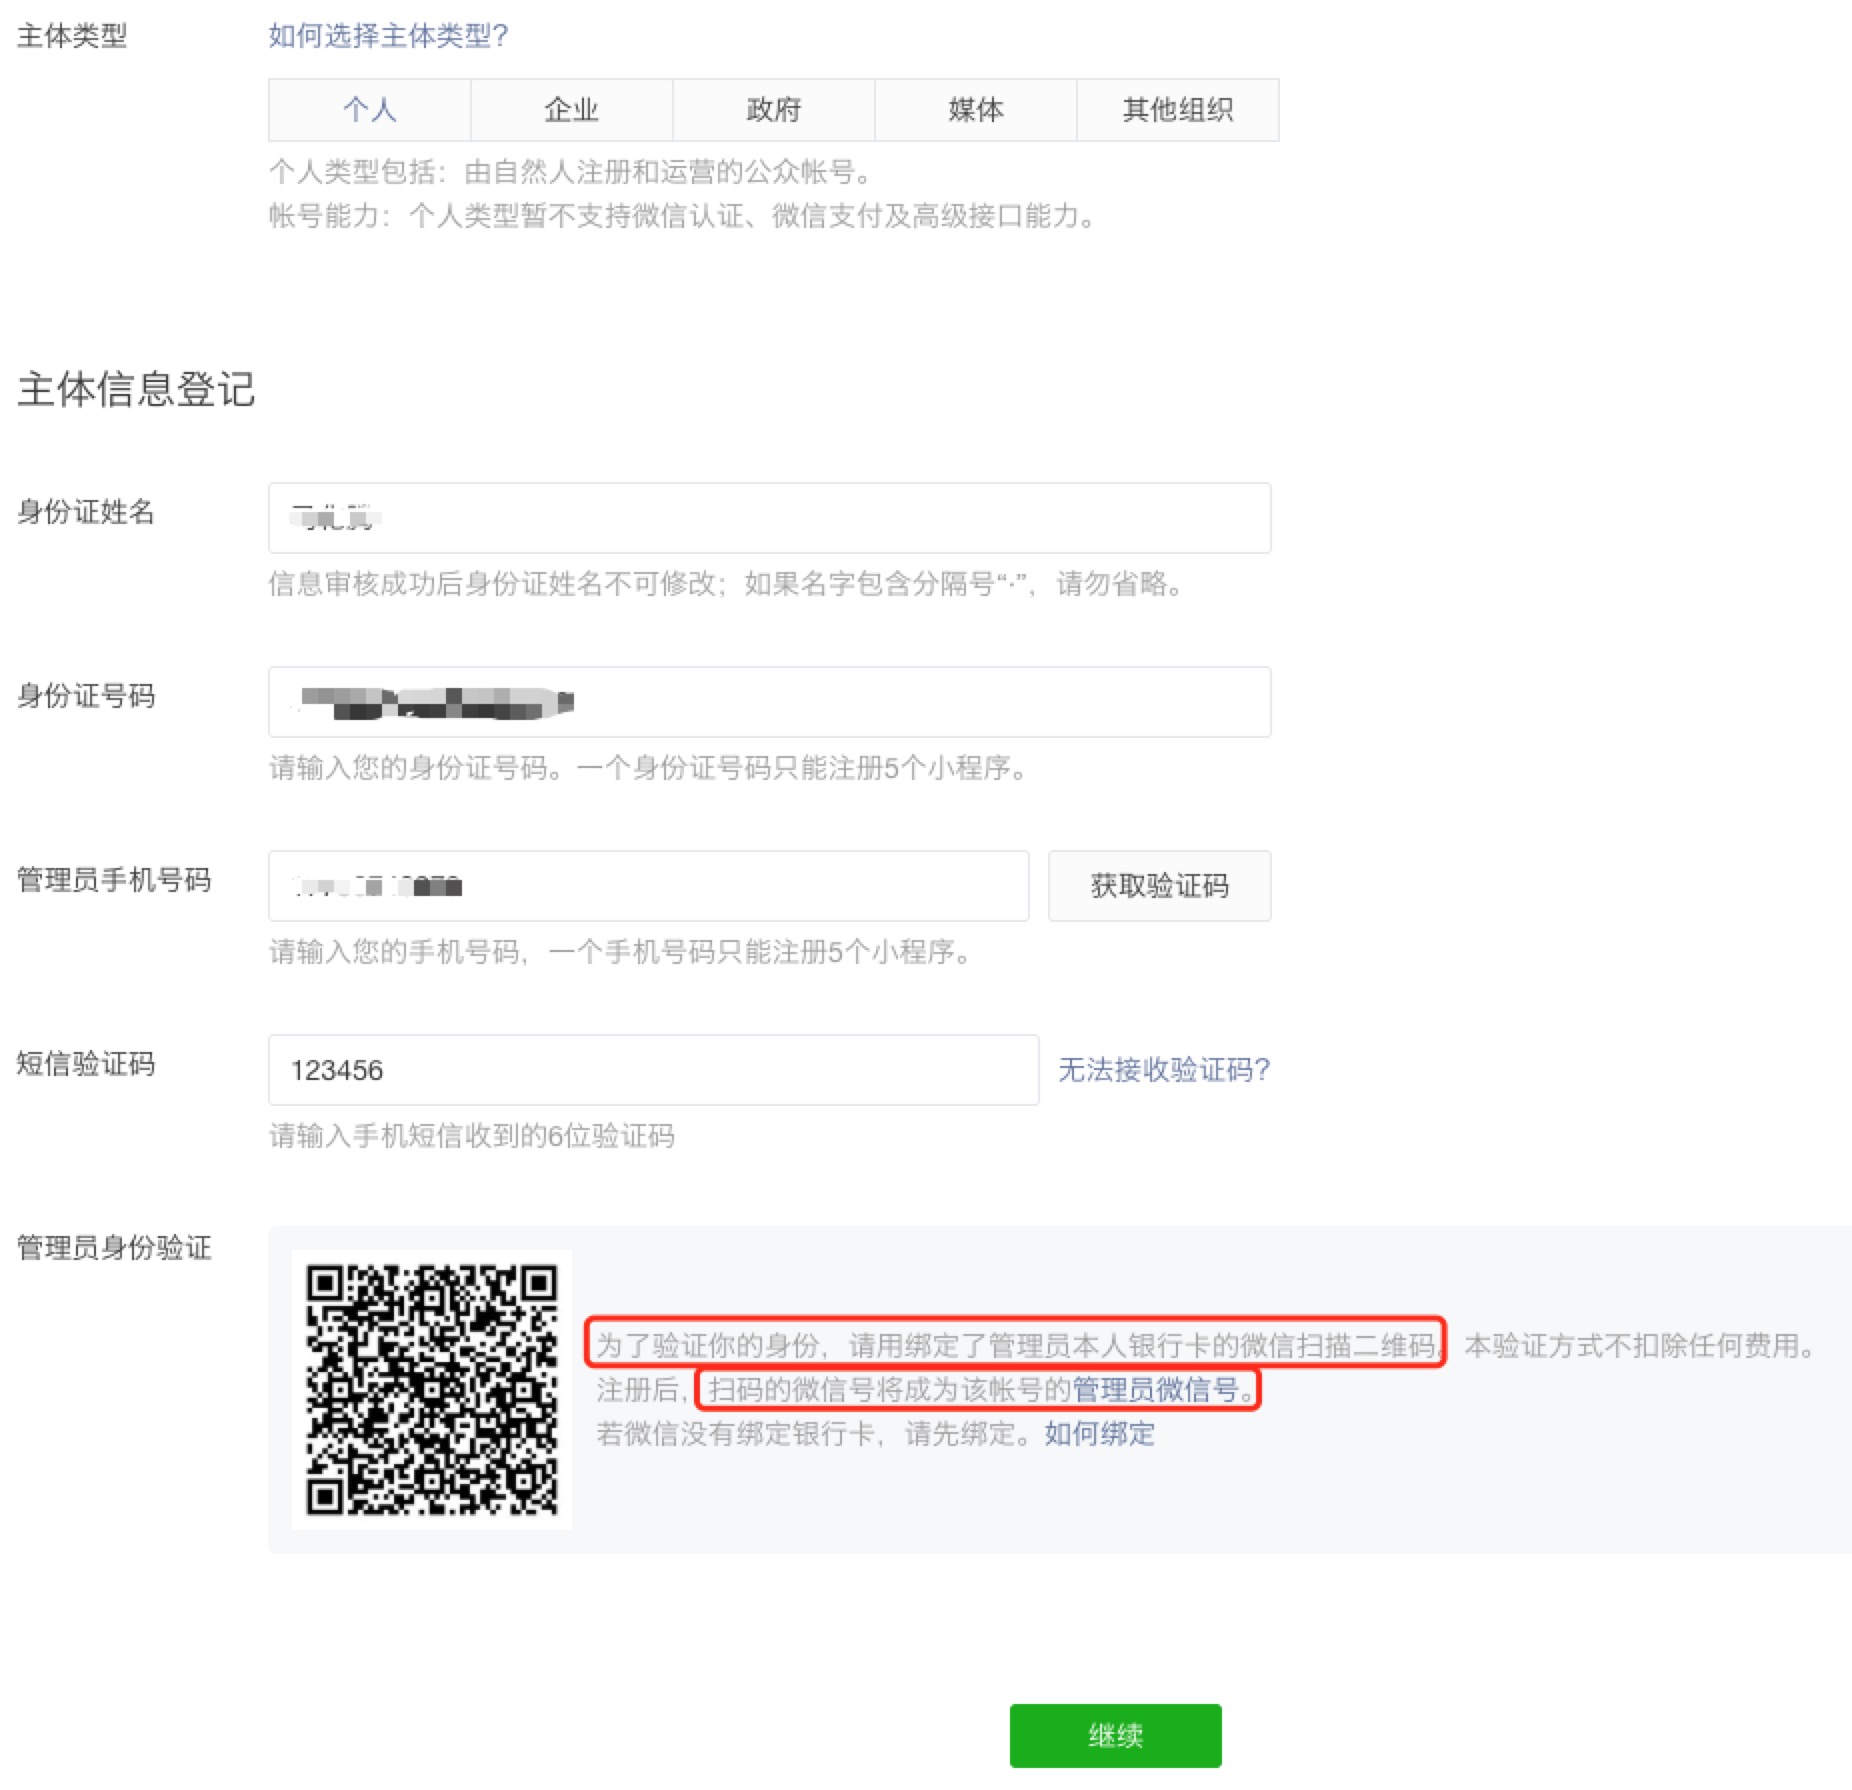 主体类型
如何选择主体类型?
个人 企业 政府 媒体 其他组织
个人类型包括：由自然人注册和运营的公众帐号。
帐号能力：个人类型暂不支持微信认证、微信支付及高级接口能力。
主体信息登记
身份证姓名
信息审核成功后身份证姓名不可修改；如果名字包含分隔号“·”，请勿省略。
身份证号码
请输入您的身份证号码。一个身份证号码只能注册5个小程序。
管理员手机号码
获取验证码
请输入您的手机号码，一个手机号码只能注册5个小程序。
短信验证码
123456
无法接收验证码?
请输入手机短信收到的6位验证码
管理员身份验证
为了验证你的身份，请用绑定了管理员本人银行卡的微信扫描二维码。本验证方式不扣除任何费用。
注册后，扫码的微信号将成为该帐号的管理员微信号。
若微信没有绑定银行卡，请先绑定。如何绑定
继续